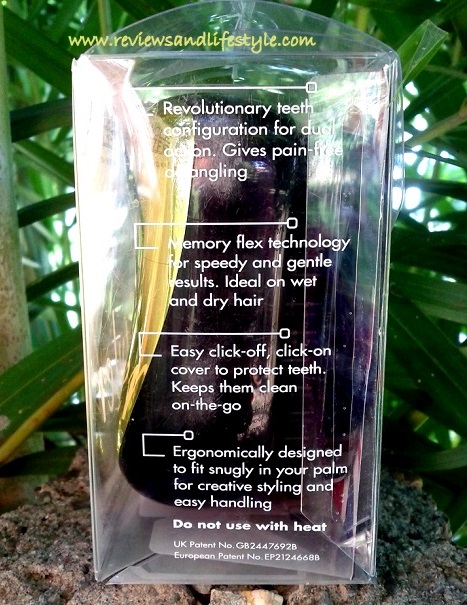 www.reviewsandlifestyle.com
Revolutionary teeth
configuration for dual
action. Gives pain-free
detangling
Memory flex technology
for speedy and gentle
results. Ideal on wet
and dry hair
Easy click-off, click-on
cover to protect teeth.
Keeps them clean
on-the-go
Ergonomically designed
to fit snugly in your palm
for creative styling and
easy handling
Do not use with heat
UK Patent No. GB2447692B
European Patent No. EP2124668B